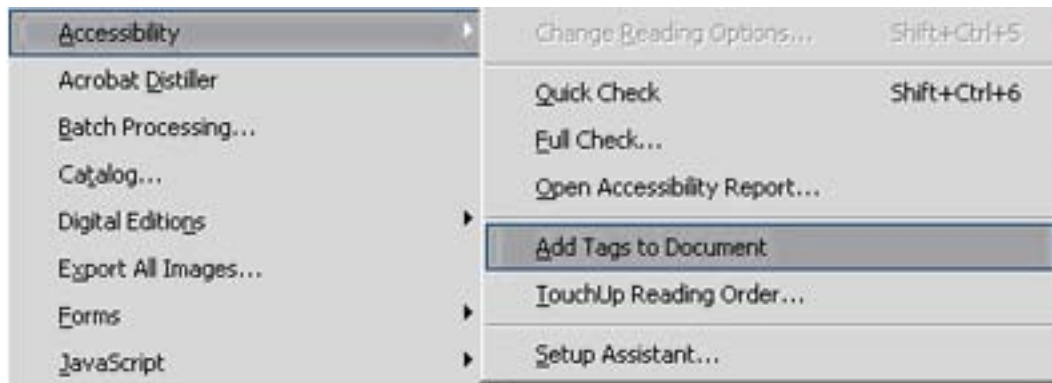 Accessibility
Acrobat Distiller
Batch Processing...
Catalog...
Digital Editions
Export All Images...
Forms
JavaScript
Change Reading Options... Shift+Ctrl+5
Quick Check Shift+Ctrl+6
Full Check...
Open Accessibility Report...
Add Tags to Document
TouchUp Reading Order...
Setup Assistant...